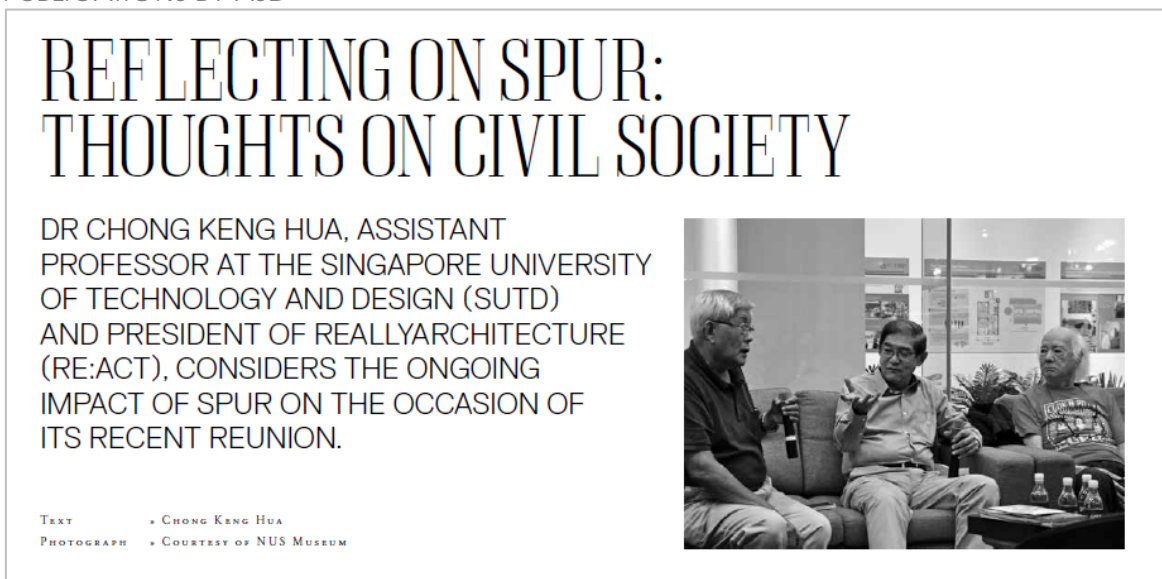 REFLECTING ON SPUR:
THOUGHTS ON CIVIL SOCIETY
DR CHONG KENG HUA, ASSISTANT
PROFESSOR AT THE SINGAPORE UNIVERSITY
OF TECHNOLOGY AND DESIGN (SUTD)
AND PRESIDENT OF REALLYARCHITECTURE
(RE:ACT), CONSIDERS THE ONGOING
IMPACT OF SPUR ON THE OCCASION OF
ITS RECENT REUNION.
TEXT » CHONG KENG HUA
PHOTOGRAPH » COURTESY OF NUS MUSEUM